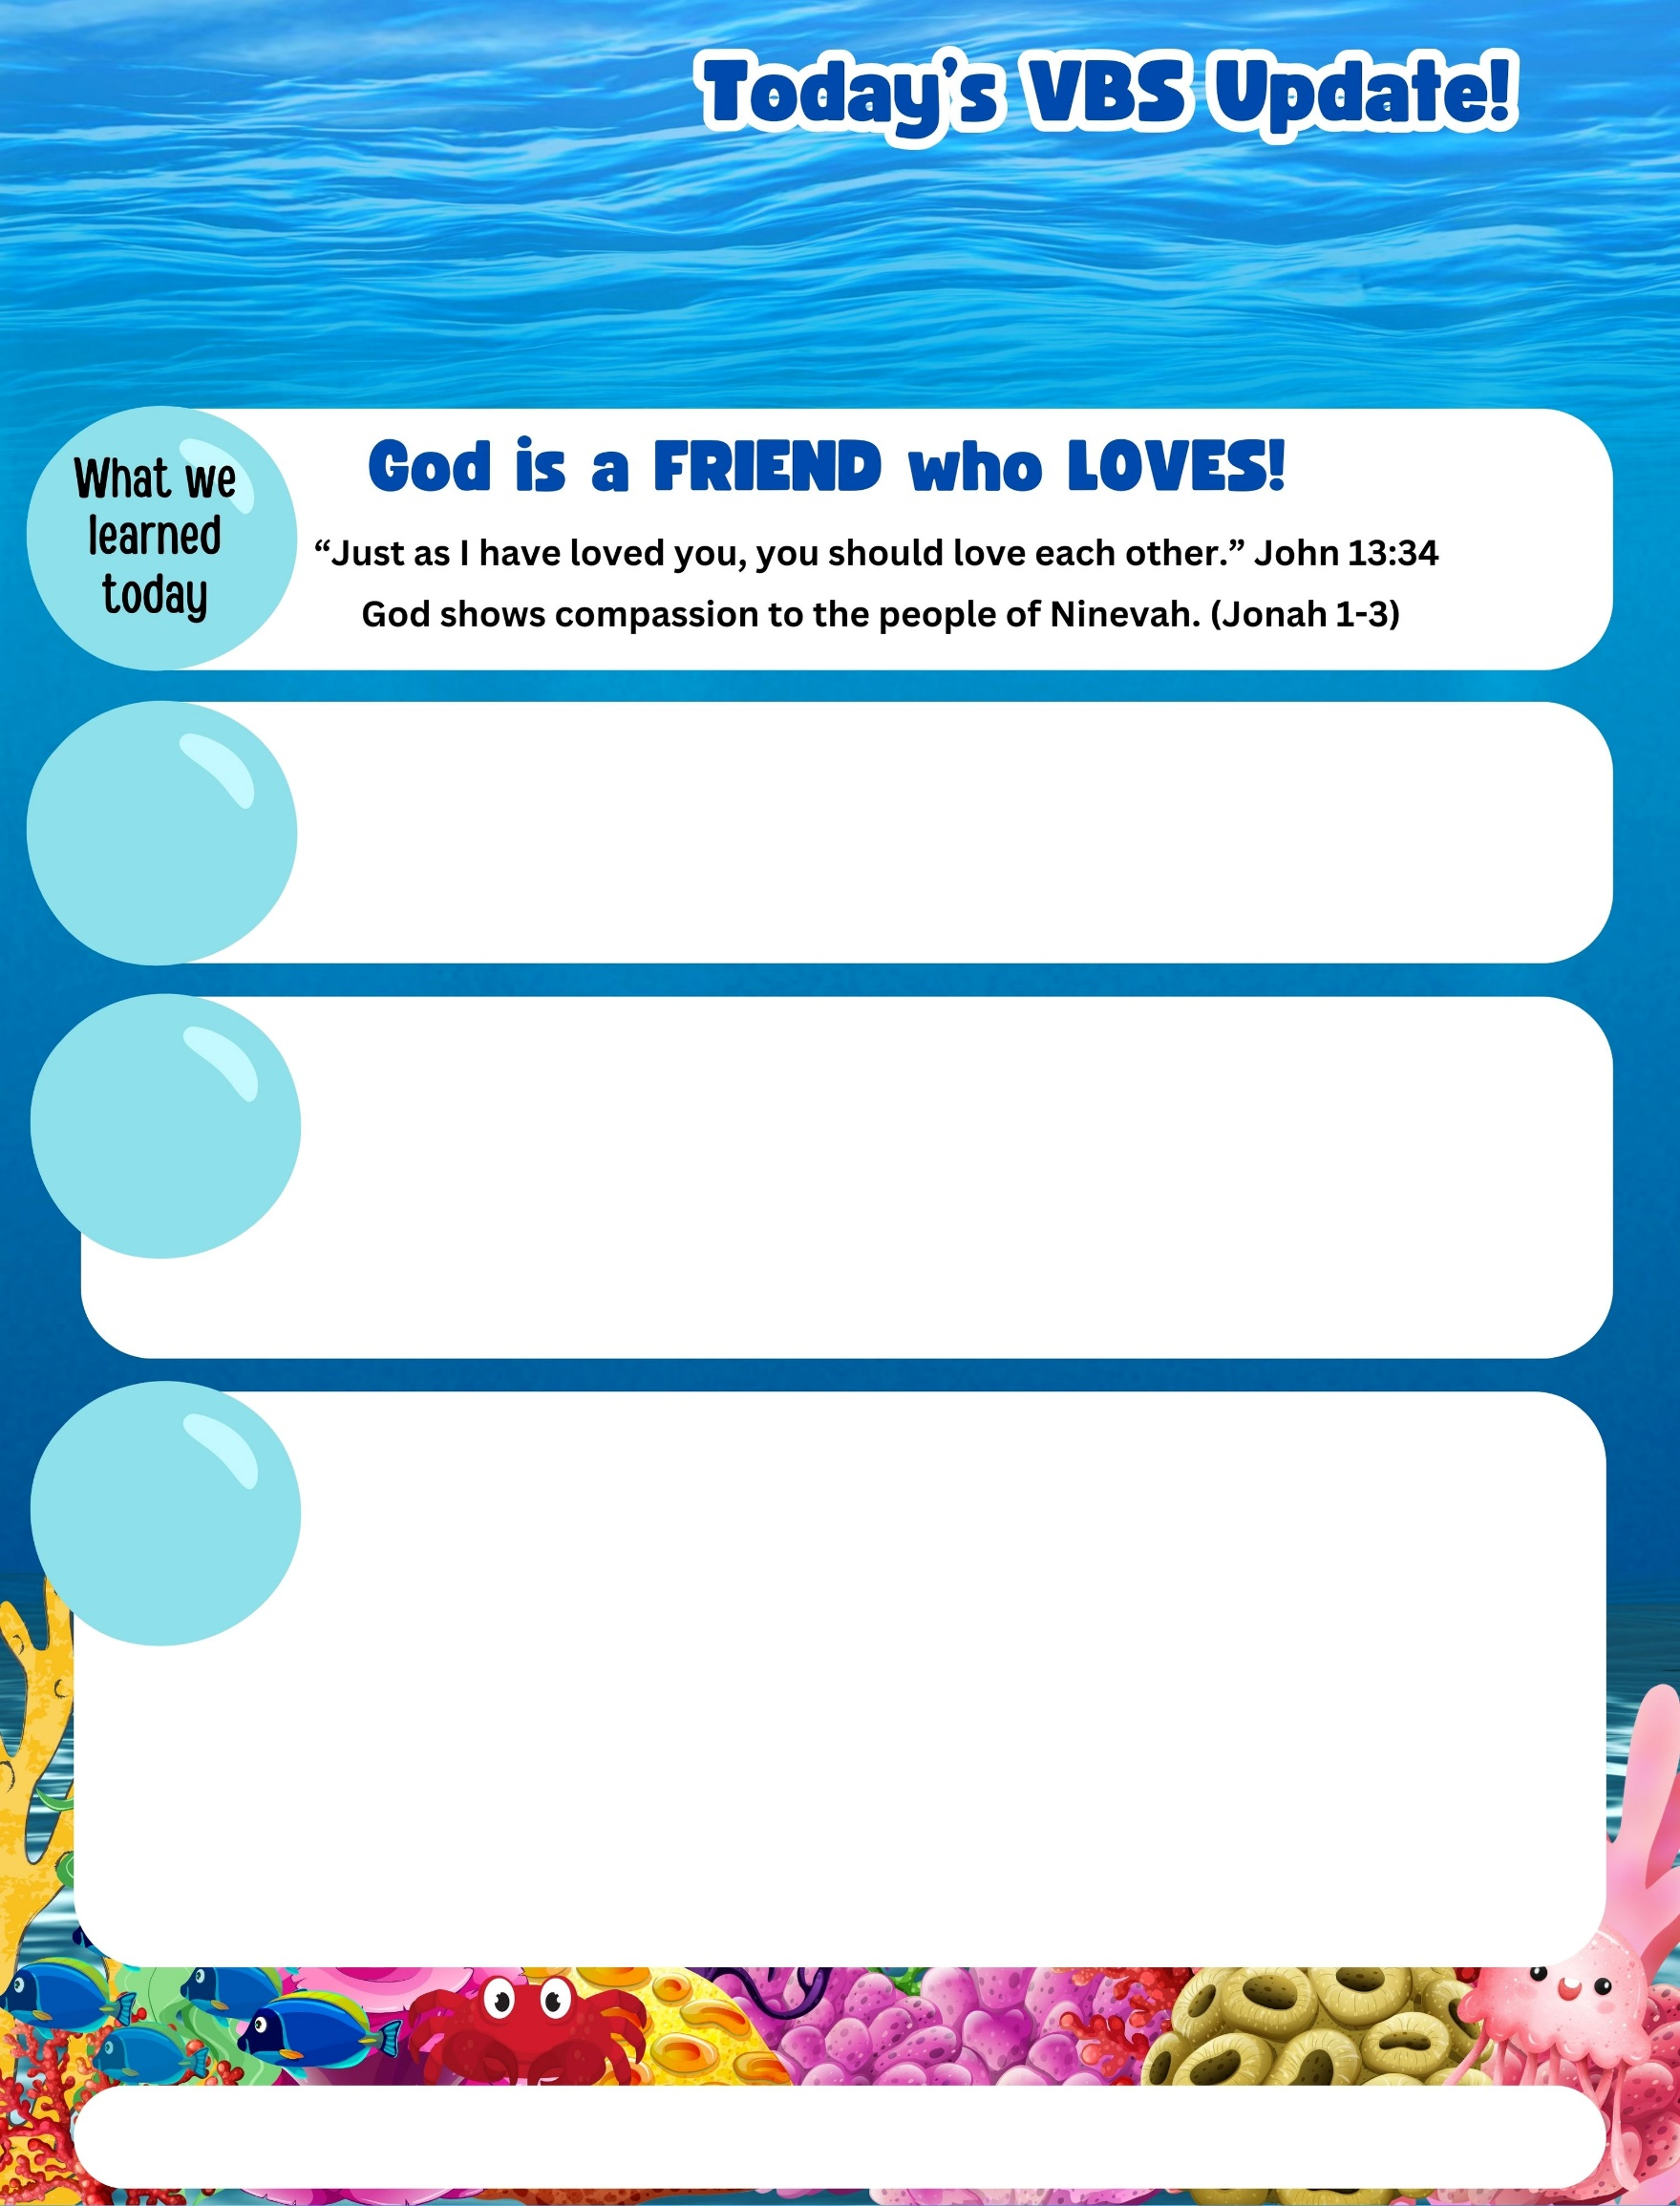 Today’s VBS Update!
What we
learned
today
God is a FRIEND who LOVES!
“Just as I have loved you, you should love each other.” John 13:34
God shows compassion to the people of Ninevah. (Jonah 1-3)